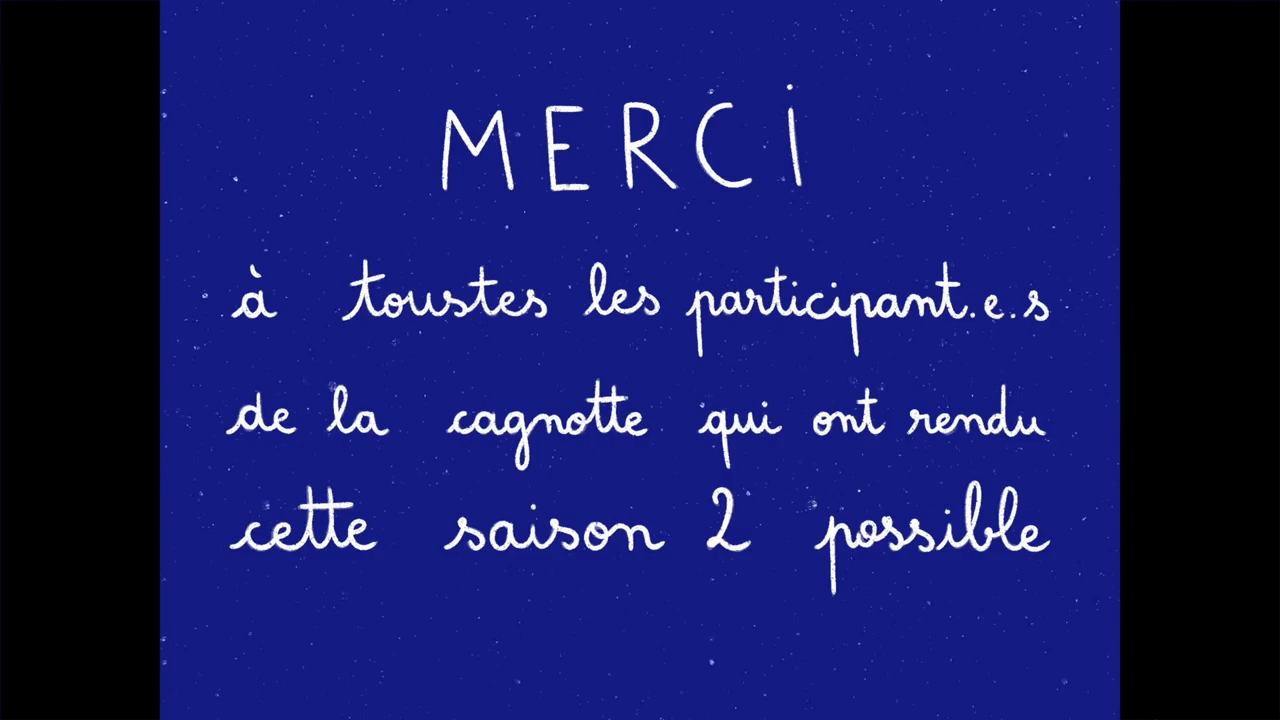 MERCi
à toustes les participant.e.s
de la cagnotte qui ont rendu
cette saison 2 possible